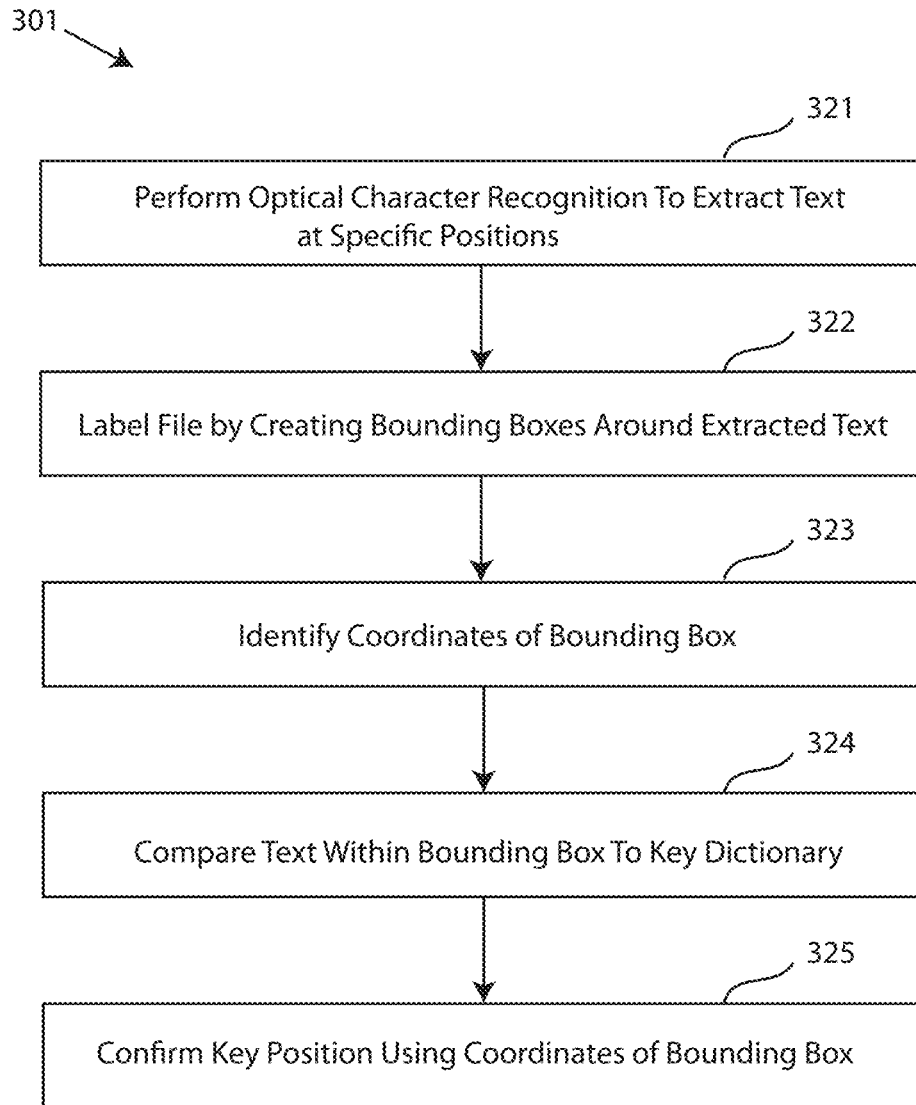 301
321
Perform Optical Character Recognition To Extract Text
at Specific Positions
322
Label File by Creating Bounding Boxes Around Extracted Text
323
Identify Coordinates of Bounding Box
324
Compare Text Within Bounding Box To Key Dictionary
325
Confirm Key Position Using Coordinates of Bounding Box